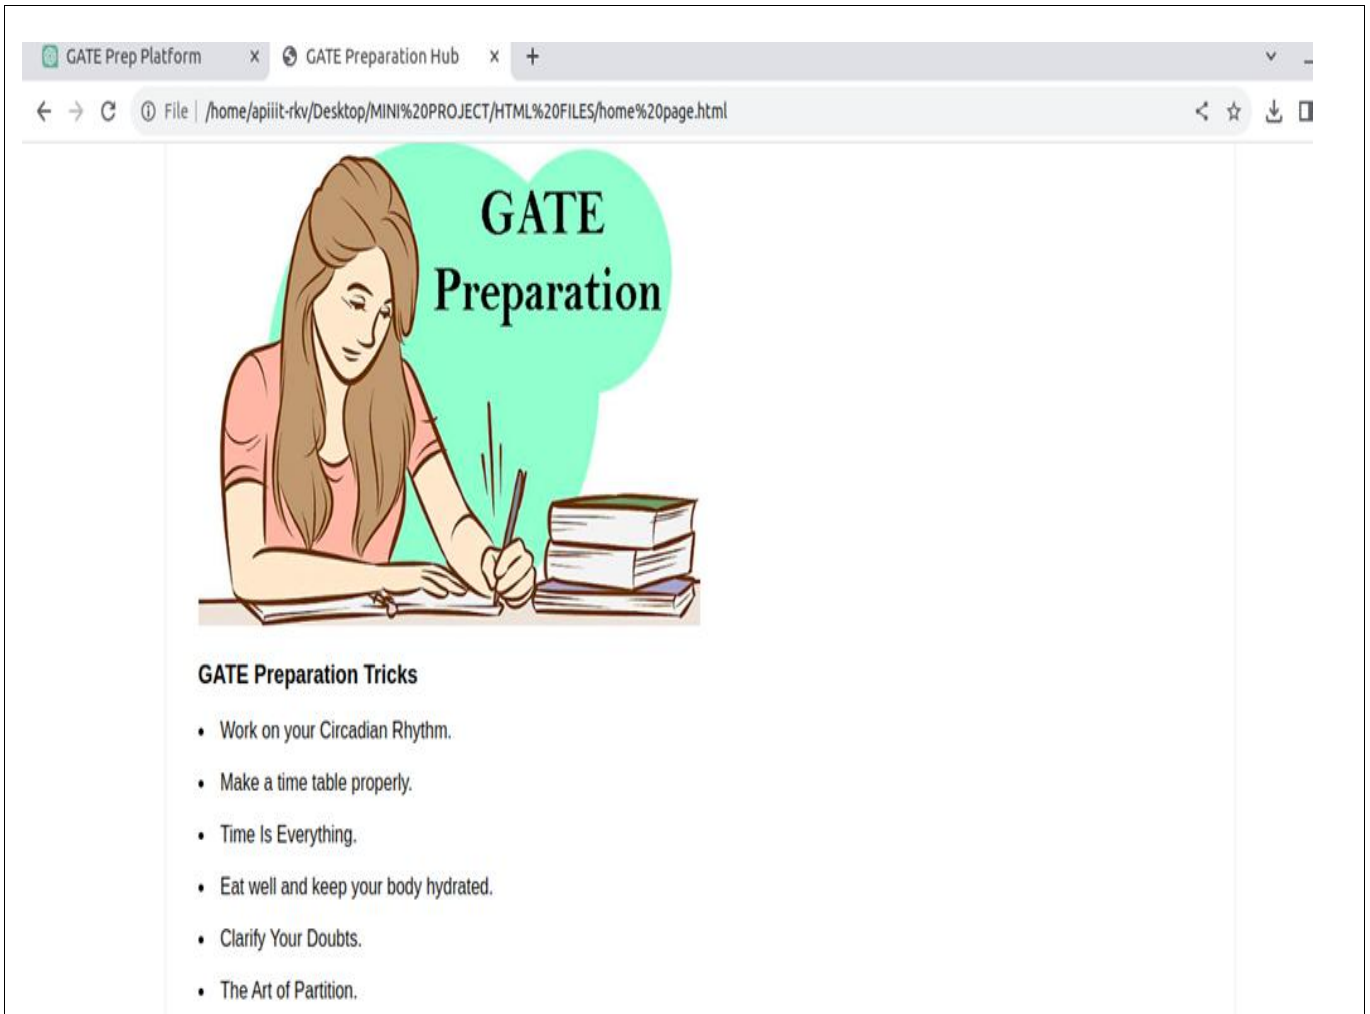 GATE Prep Platform
GATE Preparation Hub
File /home/apiiit-rkv/Desktop/MINI%20PROJECT/HTML%20FILES/home%20page.html
GATE
Preparation
GATE Preparation Tricks
• Work on your Circadian Rhythm.
• Make a time table properly.
• Time Is Everything.
• Eat well and keep your body hydrated.
• Clarify Your Doubts.
• The Art of Partition.